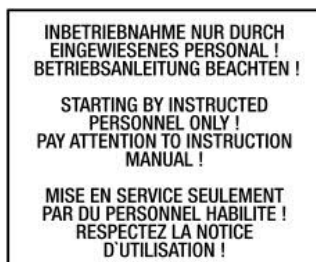 INBETRIEBNAHME NUR DURCH
EINGEWIESENES PERSONAL !
BETRIEBSANLEITUNG BEACHTEN !
STARTING BY INSTRUCTED
PERSONNEL ONLY !
PAY ATTENTION TO INSTRUCTION
MANUAL !
MISE EN SERVICE SEULEMENT
PAR DU PERSONNEL HABILITE !
RESPECTEZ LA NOTICE
D`UTILISATION !